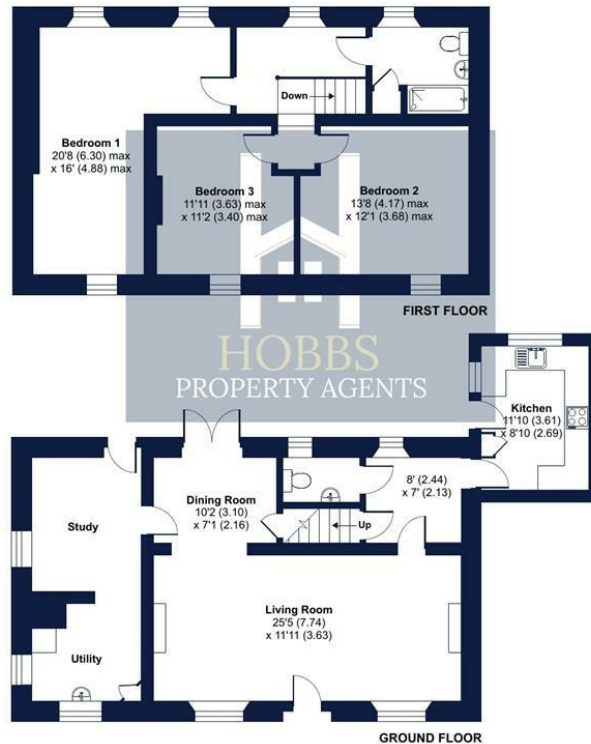 Down
Bedroom 1
20'8 (6.30) max
x 16' (4.88) max
Bedroom 3
11'11 (3.63) max
x 11'2 (3.40) max
Bedroom 2
13'8 (4.17) max
x 12'1 (3.68) max
FIRST FLOOR
HOBBS
PROPERTY AGENTS
Kitchen
11'10 (3.61)
x 8'10 (2.69)
8' (2.44)
x 7' (2.13)
Dining Room
10'2 (3.10)
x 7'1 (2.16)
Study
Up
Living Room
25'5 (7.74)
x 11'11 (3.63)
Utility
GROUND FLOOR